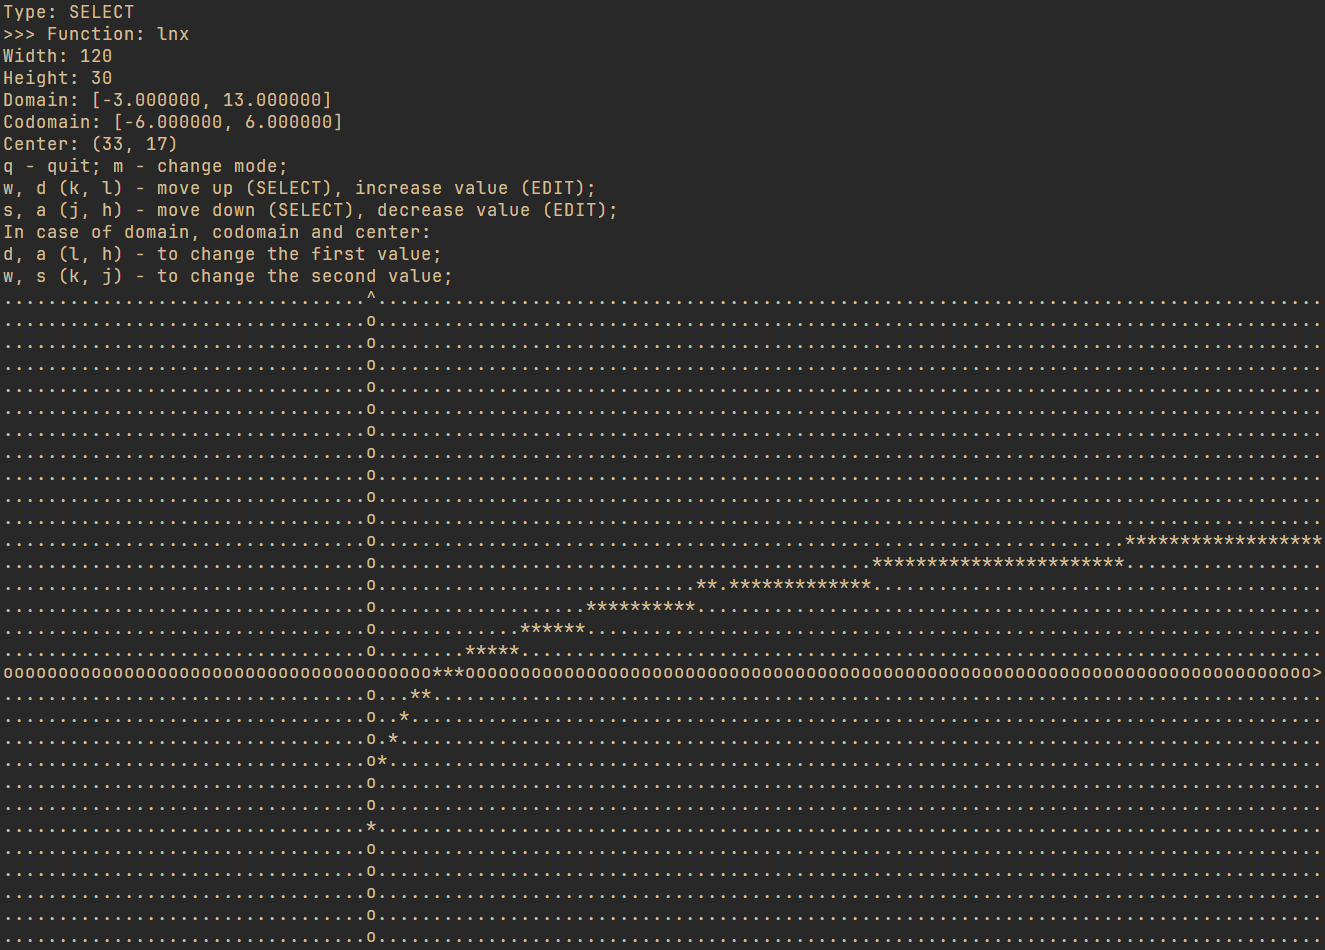 Type: SELECT
>>> Function: lnx
Width: 120
Height: 30
Domain: [-3.000000, 13.000000]
Codomain: [-6.000000, 6.000000]
Center: (33, 17)
q - quit; m - change mode;
w, d (k, l) - move up (SELECT), increase value (EDIT);
s, a (j, h) - move down (SELECT), decrease value (EDIT);
In case of domain, codomain and center:
d, a (l, h) - to change the first value;
w, s (k, j) - to change the second value;